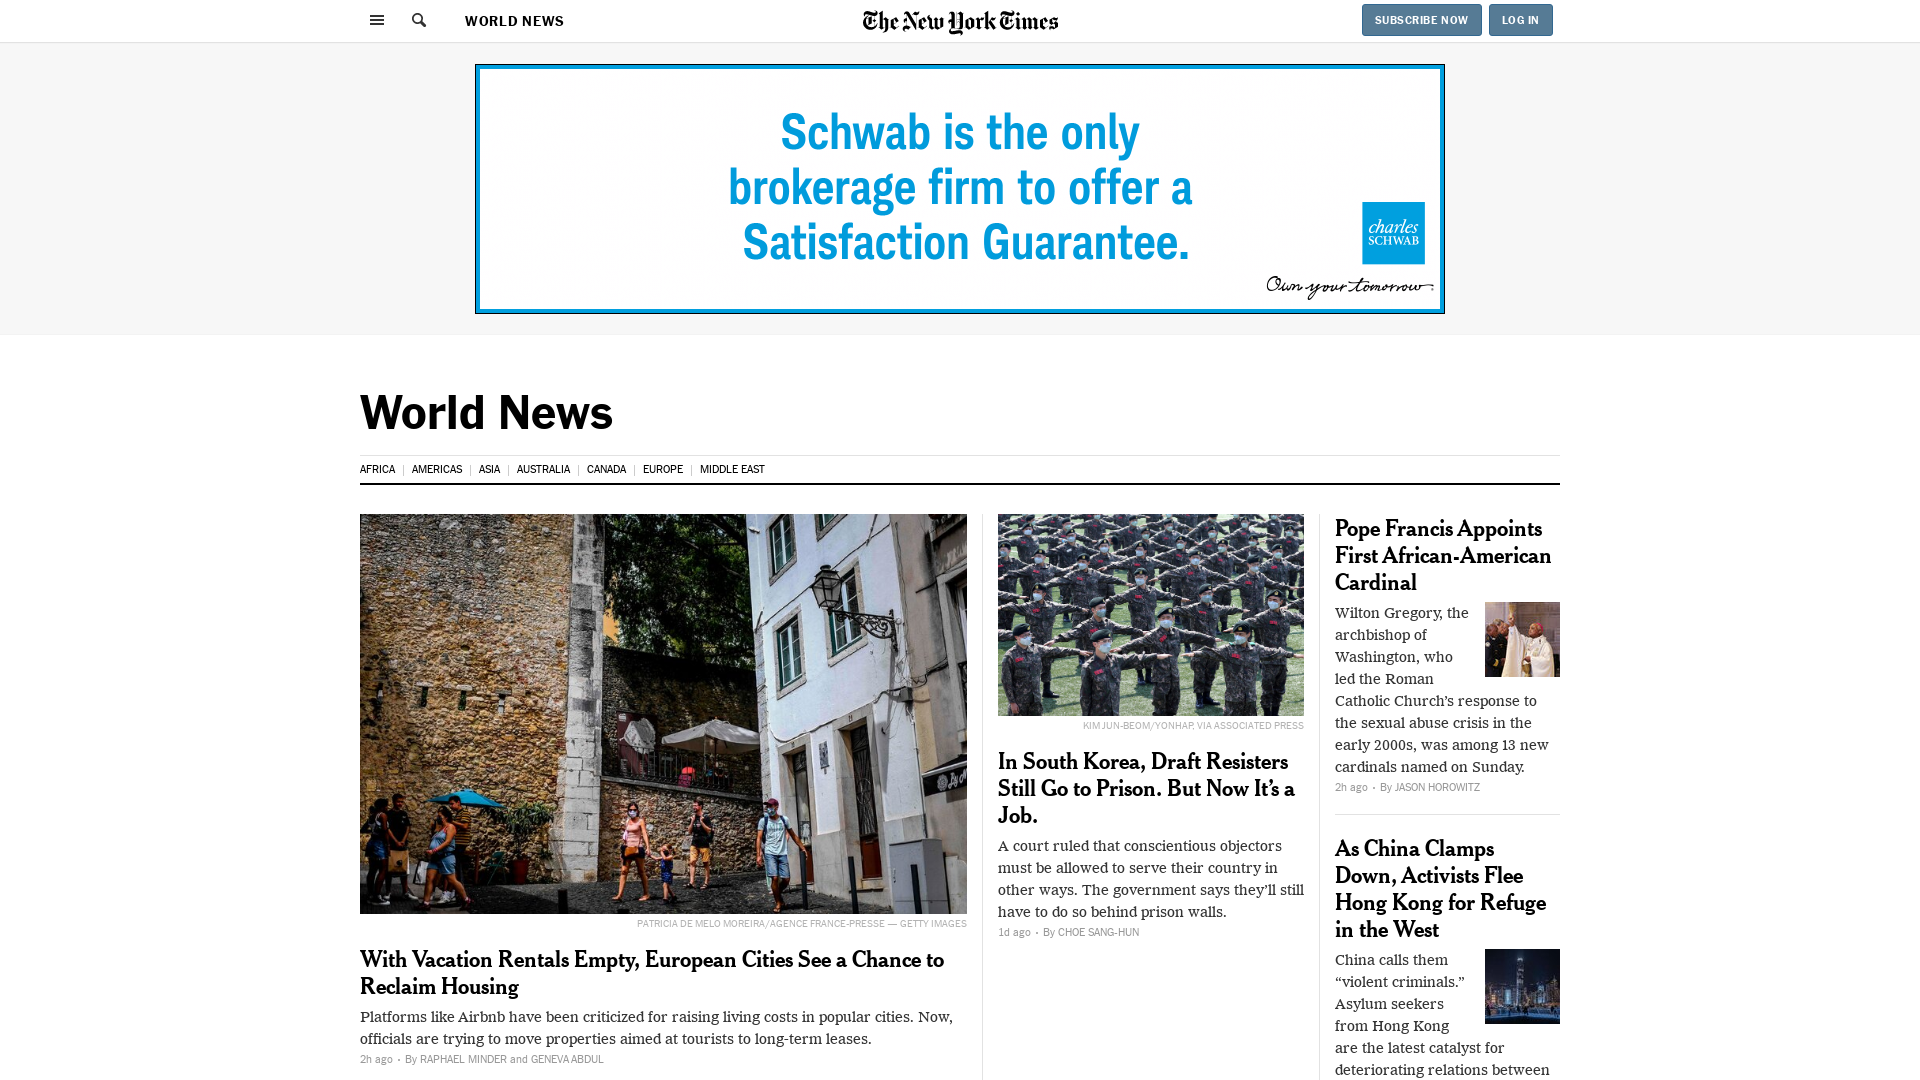 WORLD NEWS
The New York Times
SUBSCRIBE NOW
LOG IN
Schwab is the only
brokerage firm to offer a
Satisfaction Guarantee.
charles
SCHWAB
Own your tomorrow.
World News
AFRICA
AMERICAS
ASIA
AUSTRALIA
CANADA
EUROPE
MIDDLE EAST
PATRICIA DE MELO MOREIRA/AGENCE FRANCE-PRESSE — GETTY IMAGES
With Vacation Rentals Empty, European Cities See a Chance to
Reclaim Housing
Platforms like Airbnb have been criticized for raising living costs in popular cities. Now,
officials are trying to move properties aimed at tourists to long-term leases.
2h ago • By RAPHAEL MINDER and GENEVA ABDUL
KIM JUN-BEOM/YONHAP, VIA ASSOCIATED PRESS
In South Korea, Draft Resisters
Still Go to Prison. But Now It’s a
Job.
A court ruled that conscientious objectors
must be allowed to serve their country in
other ways. The government says they’ll still
have to do so behind prison walls.
1d ago • By CHOE SANG-HUN
Pope Francis Appoints
First African-American
Cardinal
Wilton Gregory, the
archbishop of
Washington, who
led the Roman
Catholic Church’s response to
the sexual abuse crisis in the
early 2000s, was among 13 new
cardinals named on Sunday.
2h ago • By JASON HOROWITZ
As China Clamps
Down, Activists Flee
Hong Kong for Refuge
in the West
China calls them
“violent criminals.”
Asylum seekers
from Hong Kong
are the latest catalyst for
deteriorating relations between